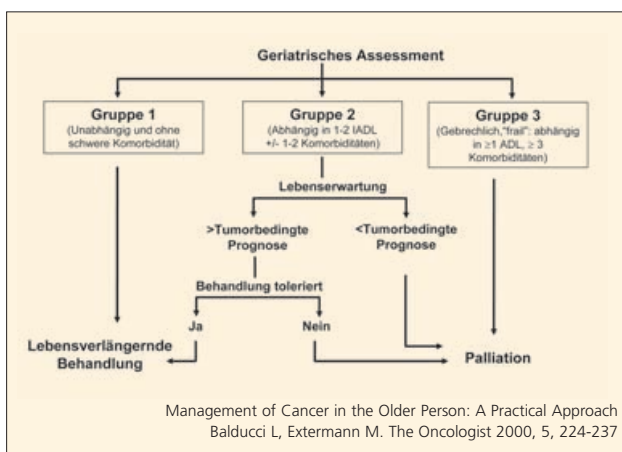 Geriatrisches Assessment
Gruppe 1
(Unabhängig und ohne
schwere Komorbidität)
Gruppe 2
(Abhängig in 1-2 IADL
+/- 1-2 Komorbiditäten)
Gruppe 3
(Gebrechlich,"frail": abhängig
in ≥1 ADL, ≥ 3
Komorbiditäten)
Lebenserwartung
>Tumorbedingte
Prognose
<Tumorbedingte
Prognose
Behandlung toleriert
Ja
Nein
Lebensverlängernde
Behandlung
Palliation
Management of Cancer in the Older Person: A Practical Approach
Balducci L, Extermann M. The Oncologist 2000, 5, 224-237